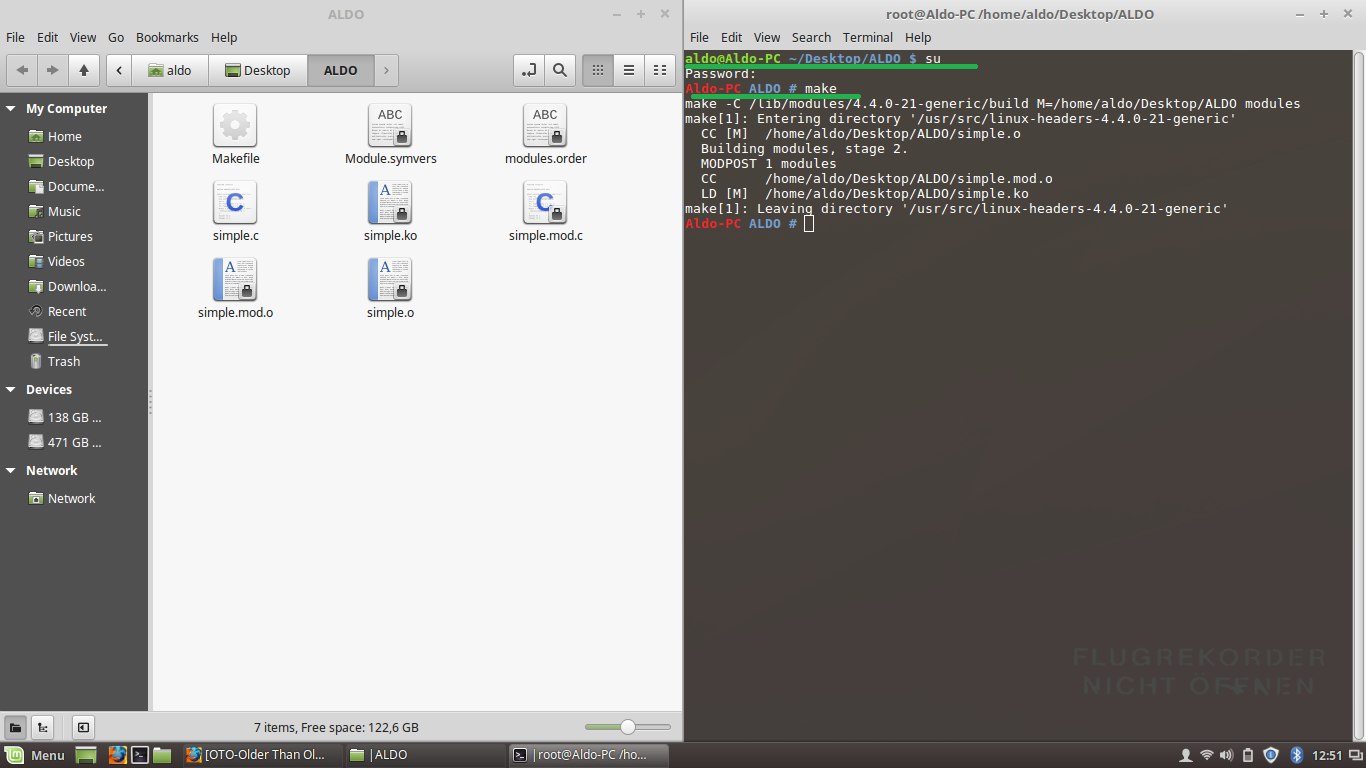 ALDO
File Edit View Go Bookmarks Help
aldo Desktop ALDO
My Computer
Home
Desktop
Docume...
Music
Pictures
Videos
Downloa...
Recent
File Syst...
Trash
Devices
138 GB ...
471 GB ...
Network
Network
Makefile
ABC
Module.symvers
ABC
modules.order
C
simple.c
A
simple.ko
C
simple.mod.c
A
simple.mod.o
A
simple.o
7 items, Free space: 122,6 GB
root@Aldo-PC /home/aldo/Desktop/ALDO
File Edit View Search Terminal Help
aldo@Aldo-PC ~/Desktop/ALDO $ su
Password:
Aldo-PC ALDO # make
make -C /lib/modules/4.4.0-21-generic/build M=/home/aldo/Desktop/ALDO modules
make[1]: Entering directory '/usr/src/linux-headers-4.4.0-21-generic'
CC [M] /home/aldo/Desktop/ALDO/simple.o
Building modules, stage 2.
MODPOST 1 modules
CC /home/aldo/Desktop/ALDO/simple.mod.o
LD [M] /home/aldo/Desktop/ALDO/simple.ko
make[1]: Leaving directory '/usr/src/linux-headers-4.4.0-21-generic'
Aldo-PC ALDO #
FLUGREKORDER
NICHT ÖFFNEN
Menu
[OTO-Older Than Ol...
|ALDO
|root@Aldo-PC /ho...
12:51